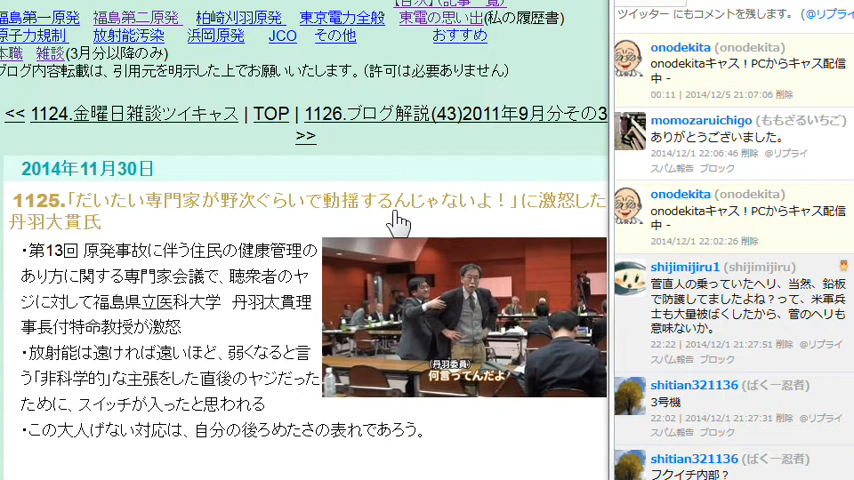 【目次】（記事一覧）
福島第一原発 福島第二原発 柏崎刈羽原発 東京電力全般 東電の思い出(私の履歴書)
原子力規制 放射能汚染 浜岡原発 JCO その他 おすすめ
本職 雑談(3月分以降のみ)
ブログ内容転載は、引用元を明示した上でお願いいたします。（許可は必要ありません）
<< 1124.金曜日雑談ツイキャス | TOP | 1126.ブログ解説(43)2011年9月分その3
>>
2014年11月30日
1125.「だいたい専門家が野次ぐらいで動揺するんじゃないよ！」に激怒した
丹羽大貫氏
・第13回 原発事故に伴う住民の健康管理の
あり方に関する専門家会議で、聴衆者のヤ
ジに対して福島県立医科大学 丹羽太貫理
事長付特命教授が激怒
・放射能は遠ければ遠いほど、弱くなると言
う「非科学的」な主張をした直後のヤジだった
ために、スイッチが入ったと思われる
・この大人げない対応は、自分の後ろめたさの表れであろう。
(丹羽委員)
何言ってんだよ
ツイッター にもコメントを残します。 (@リプライ
onodekita (onodekita)
onodekitaキャス！PCからキャス配信
中 -
00:11 | 2014/12/5 21:07:06 削除
momozaruichigo (ももざるいちご)
ありがとうございました。
2014/12/1 22:06:46 削除 @リプライ
スパム報告 ブロック
onodekita (onodekita)
onodekitaキャス！PCからキャス配信
中 -
2014/12/1 22:02:26 削除
shijimijiru1 (shijimijiru)
菅直人の乗っていたヘリ、当然、鉛板
で防護してましたよね？って、米軍兵
士も大量被ばくしたから、菅のヘリも
意味ないか。
22:22 | 2014/12/1 21:27:51 削除 @リプライ
スパム報告 ブロック
shitian321136 (ばく一忍者)
3号機
22:02 | 2014/12/1 21:27:31 削除 @リプライ
スパム報告 ブロック
shitian321136 (ばく一忍者)
フクイチ内部？